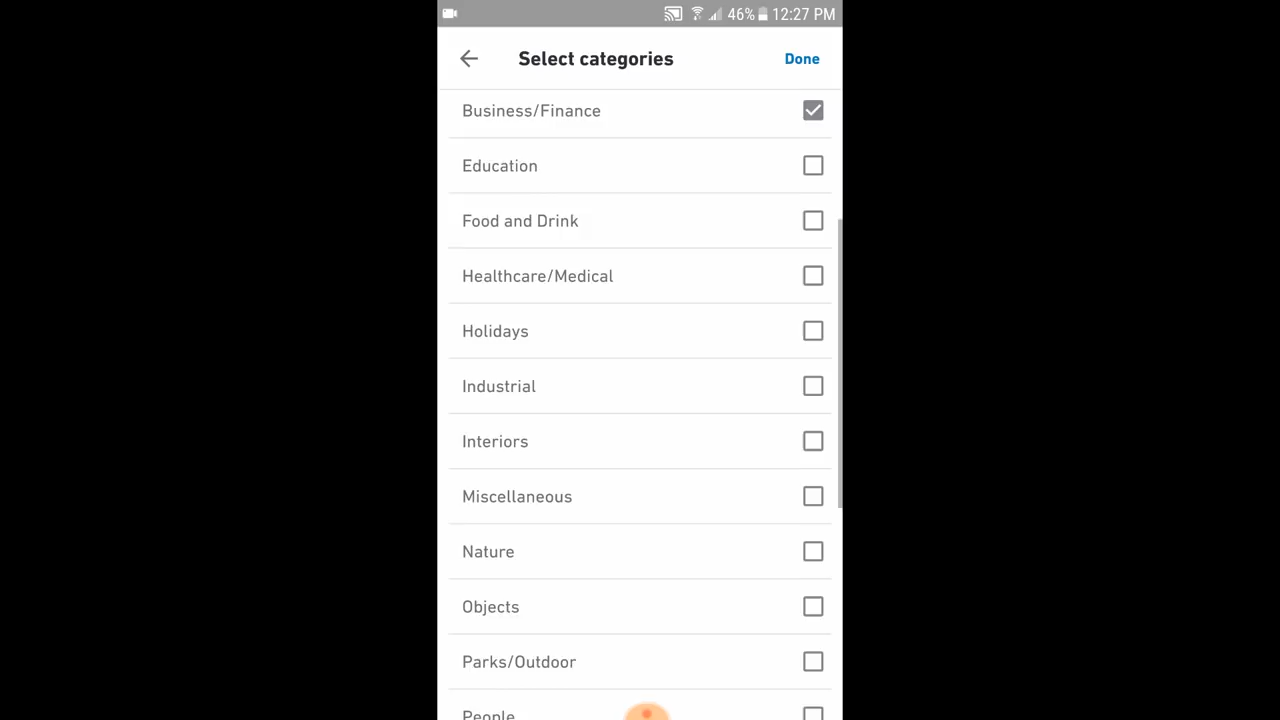 46% 12:27 PM
Select categories Done
Business/Finance
Education
Food and Drink
Healthcare/Medical
Holidays
Industrial
Interiors
Miscellaneous
Nature
Objects
Parks/Outdoor
People